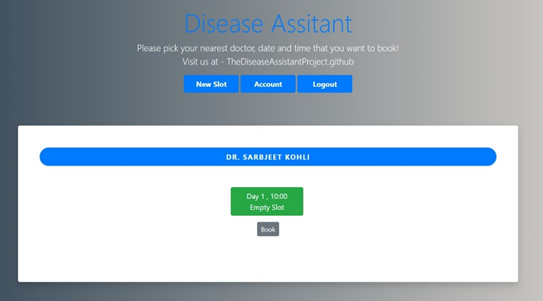 Disease Assitant
Please pick your nearest doctor, date and time that you want to book!
Visit us at - TheDiseaseAssistantProject.github
New Slot Account Logout
DR. SARBJEET KOHLI
Day 1 , 10:00
Empty Slot
Book